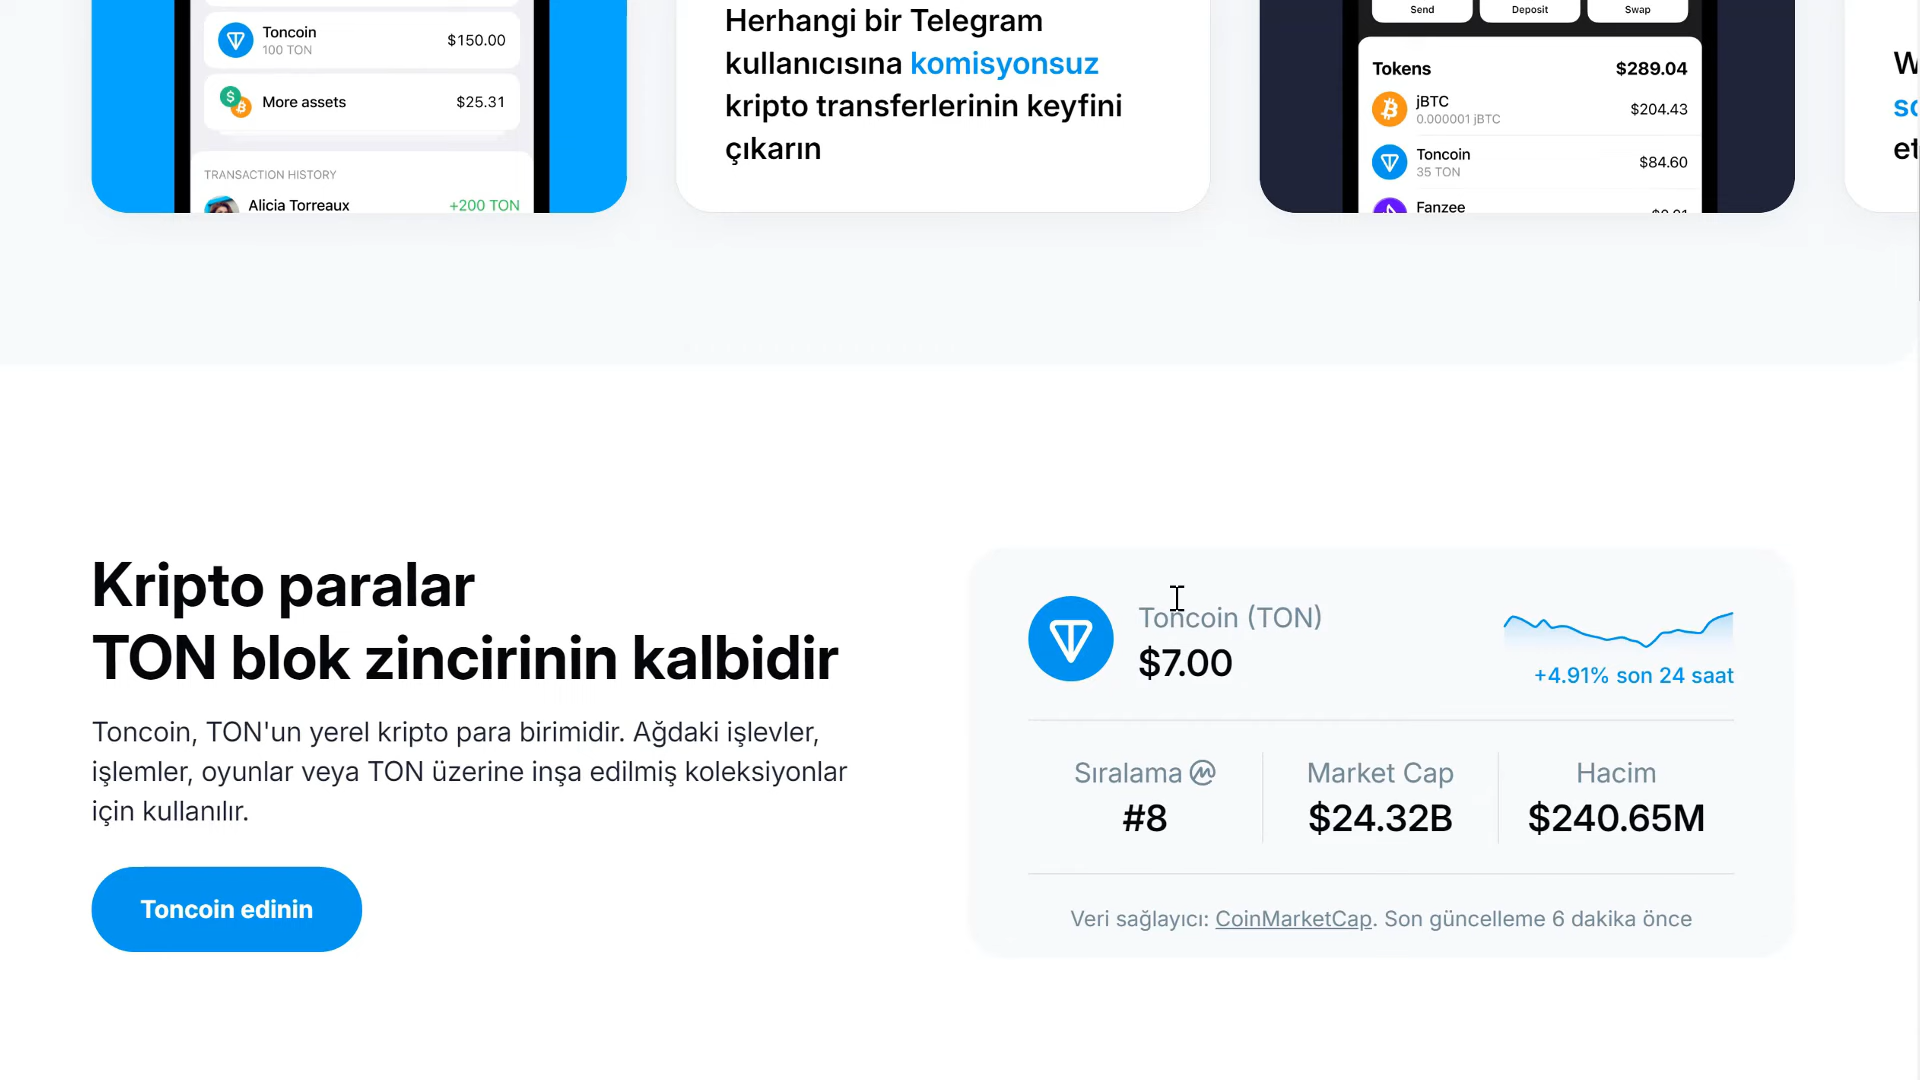 Toncoin
100 TON
$150.00
More assets
$25.31
TRANSACTION HISTORY
Alicia Torreaux
+200 TON
Herhangi bir Telegram
kullanıcısına komisyonsuz
kripto transferlerinin keyfini
çıkarın
Send
Deposit
Swap
Tokens
$289.04
jBTC
0.000001 jBTC
$204.43
Toncoin
35 TON
$84.60
Fanzee
Kripto paralar
TON blok zincirinin kalbidir
Toncoin, TON'un yerel kripto para birimidir. Ağdaki işlevler,
işlemler, oyunlar veya TON üzerine inşa edilmiş koleksiyonlar
için kullanılır.
Toncoin edinin
Toncoin (TON)
$7.00
+4.91% son 24 saat
Sıralama
#8
Market Cap
$24.32B
Hacim
$240.65M
Veri sağlayıcı: CoinMarketCap. Son güncelleme 6 dakika önce